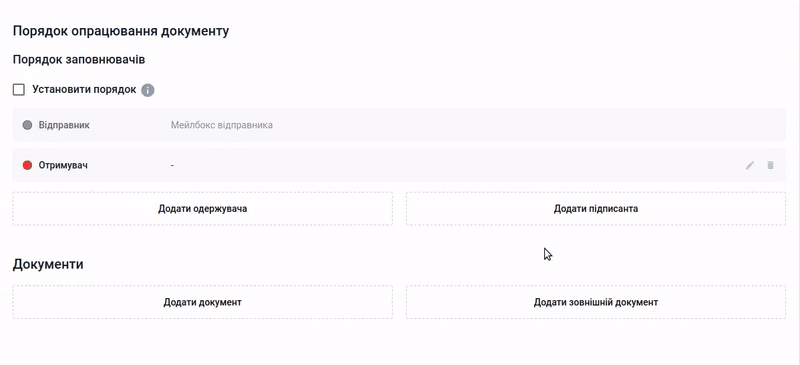 Порядок опрацювання документу
Порядок заповнювачів
Установити порядок
Відправник Мейлбокс відправника
Отримувач -
Додати одержувача Додати підписанта
Документи
Додати документ Додати зовнішній документ